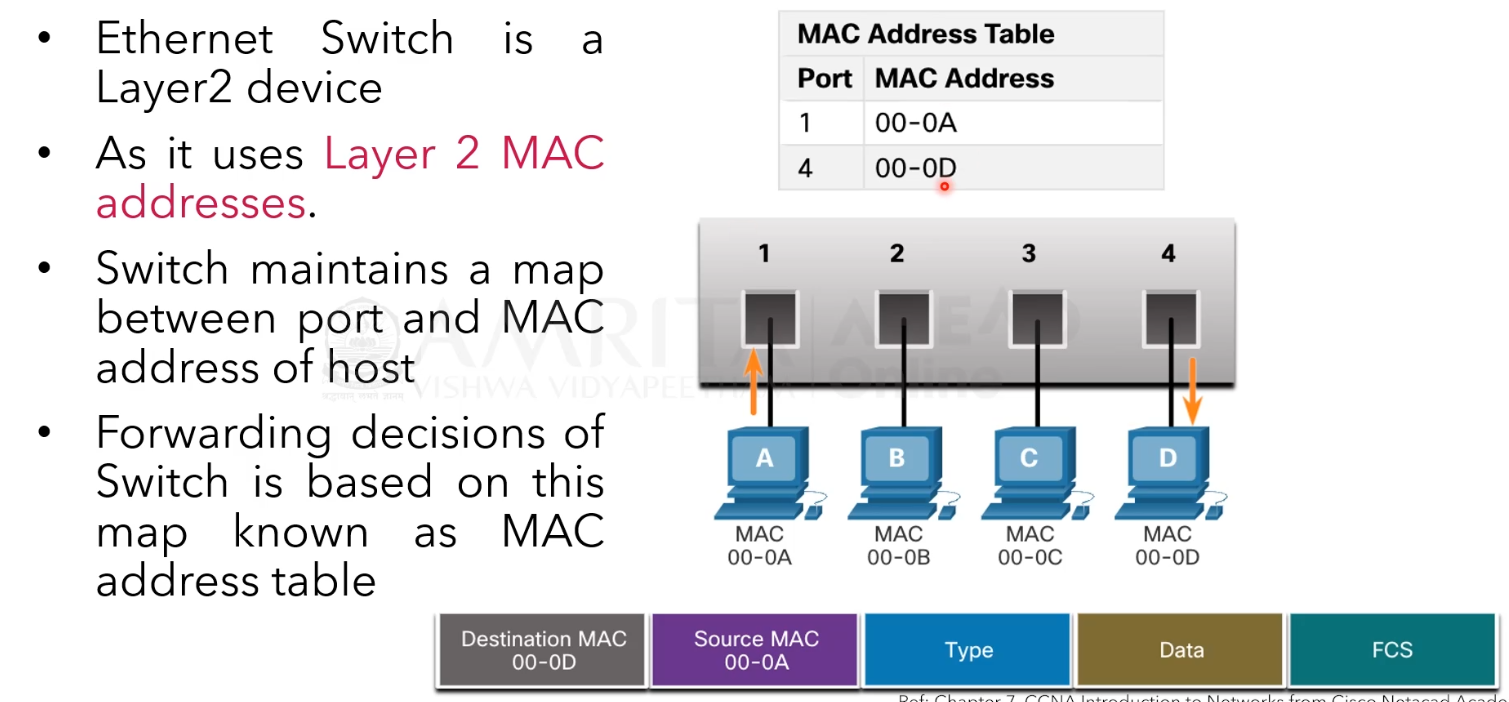 • Ethernet Switch is a
Layer2 device
• As it uses Layer 2 MAC
addresses.
• Switch maintains a map
between port and MAC
address of host
• Forwarding decisions of
Switch is based on this
map known as MAC
address table
MAC Address Table
Port MAC Address
1 00-0A
4 00-0D
1 2 3 4
A B C D
MAC MAC MAC MAC
00-0A 00-0B 00-0C 00-0D
AMRITA AHEAD
VISHWA VIDYAPEETHAM Online
Destination MAC Source MAC Type Data FCS
00-0D 00-0A
Ref: Chapter 7, CCNA Introduction to Networks from Cisco Netacad